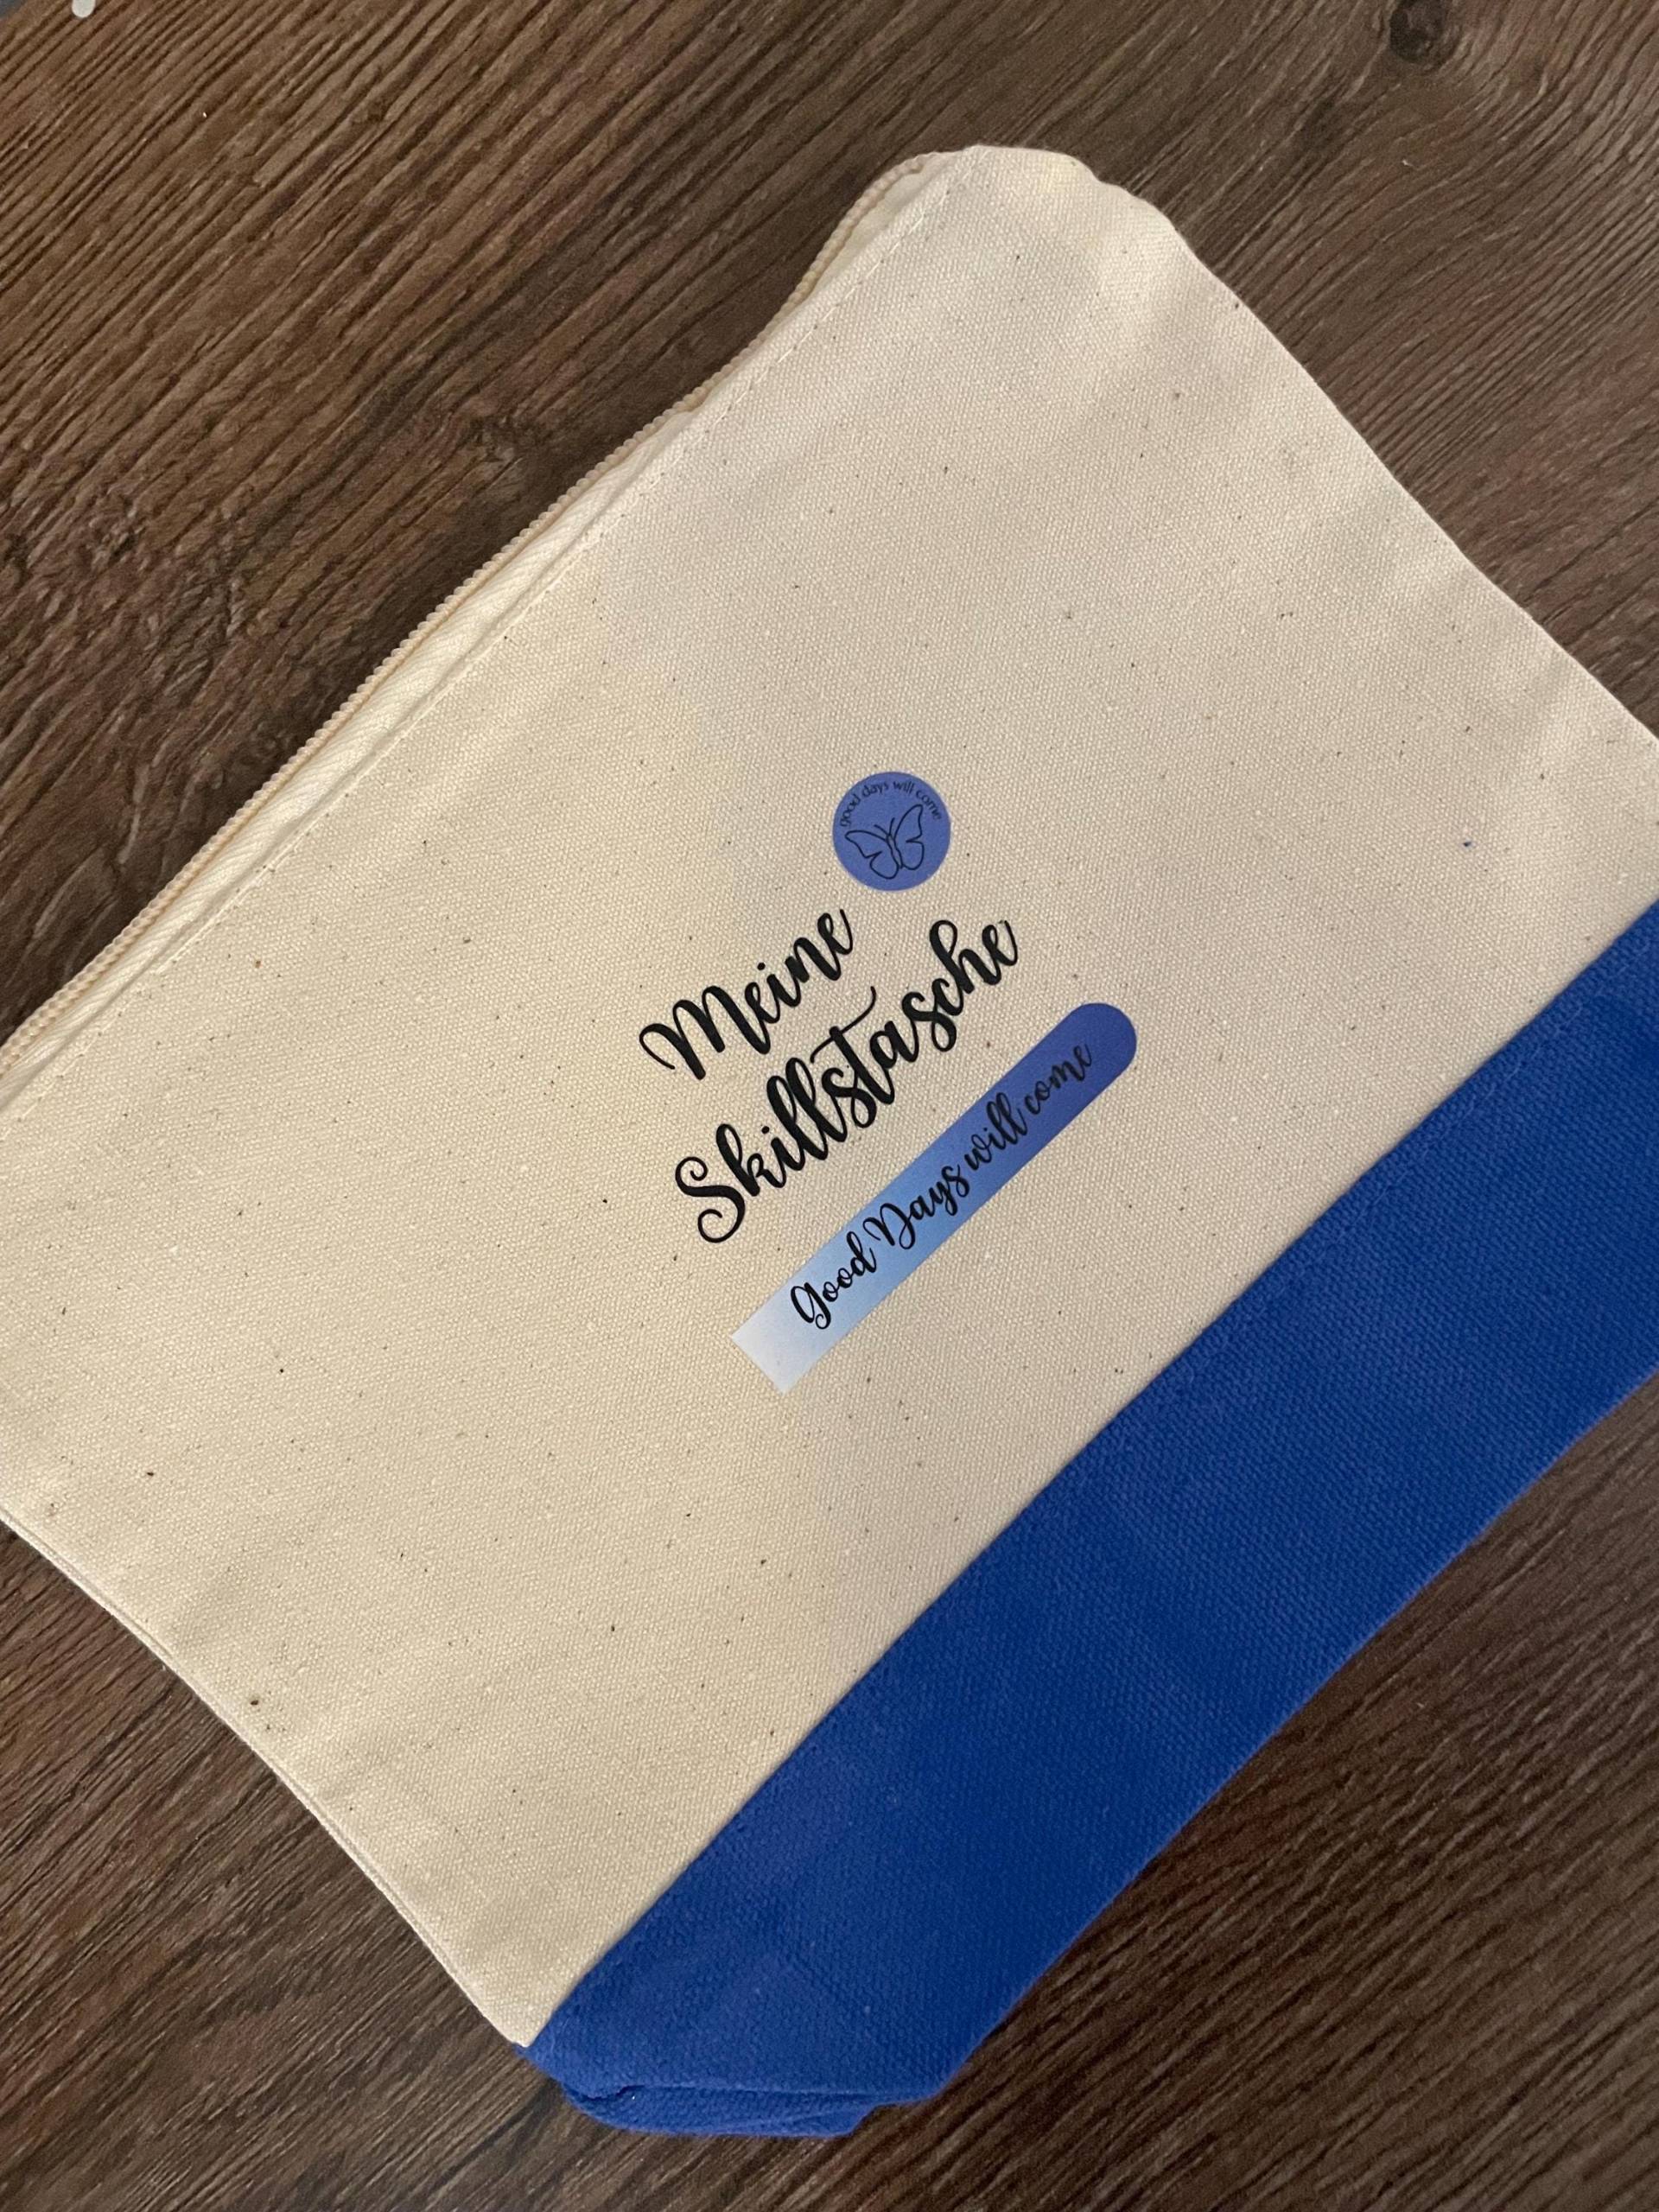 good days will come
Meine
Skillstasche
Good Days will come